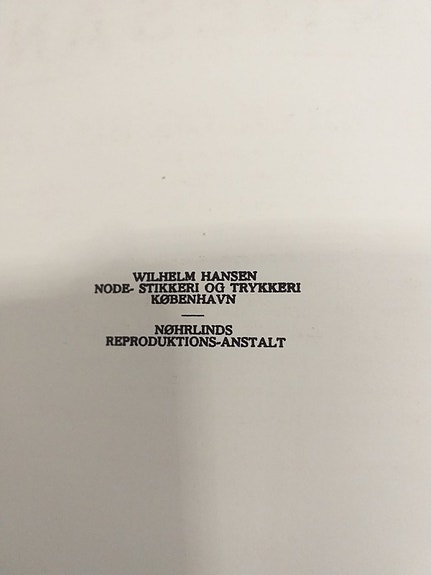 WILHELM HANSEN
NODE- STIKKERI OG TRYKKERI
KØBENHAVN
NØHRLINDS
REPRODUKTIONS-ANSTALT